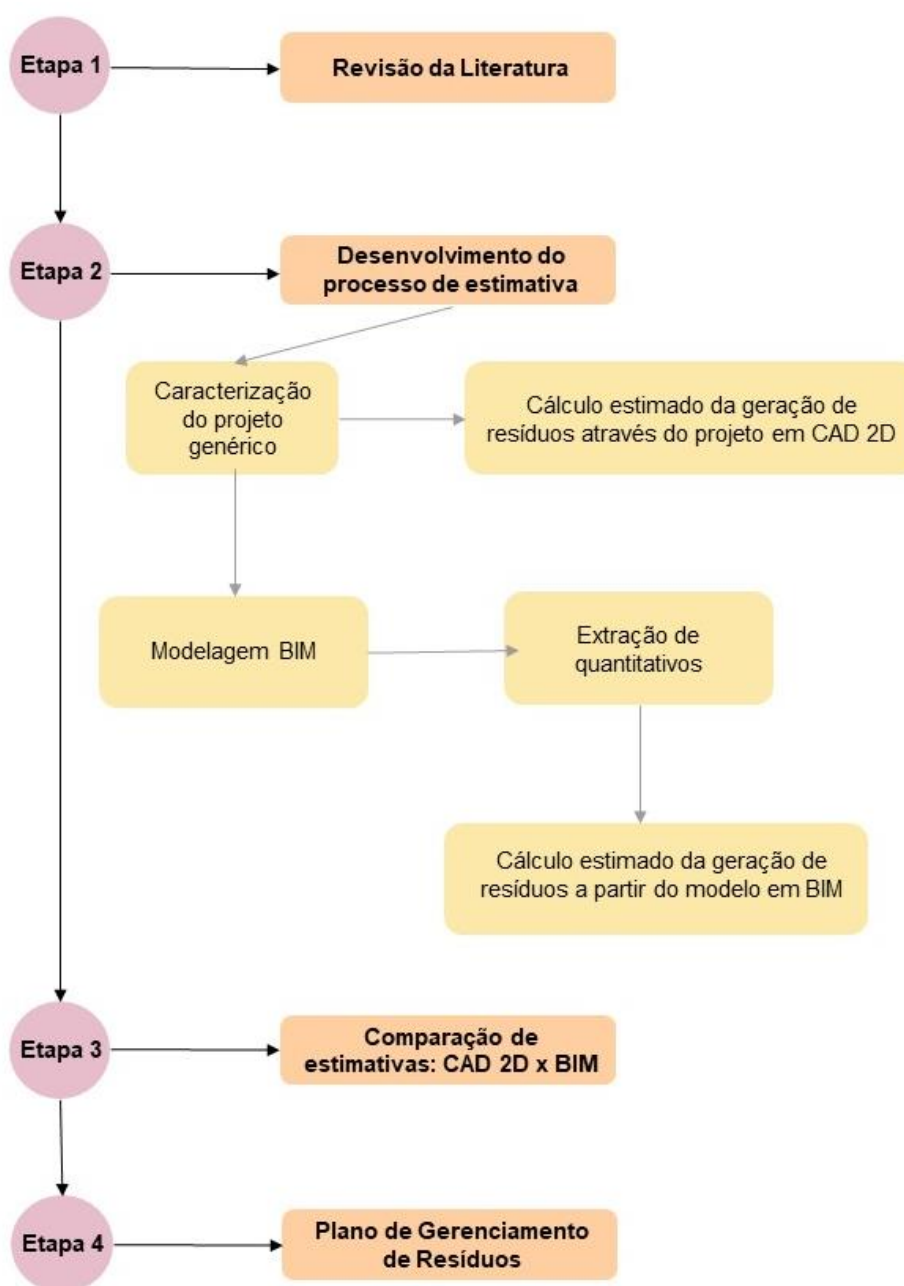 Etapa 1
Revisão da Literatura
Etapa 2
Desenvolvimento do
processo de estimativa
Caracterização
do projeto
genérico
Cálculo estimado da geração de
resíduos através do projeto em CAD 2D
Modelagem BIM
Extração de
quantitativos
Cálculo estimado da geração de
resíduos a partir do modelo em BIM
Etapa 3
Comparação de
estimativas: CAD 2D x BIM
Etapa 4
Plano de Gerenciamento
de Resíduos